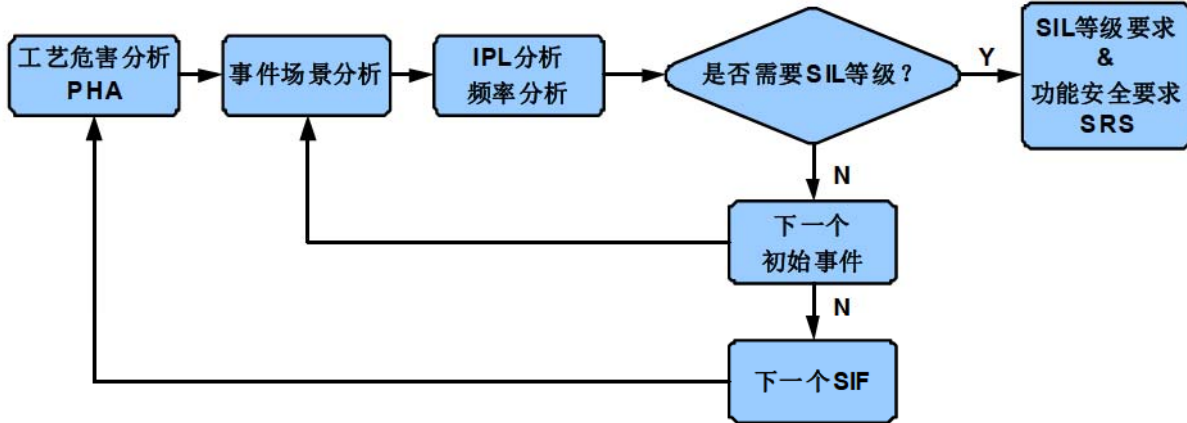 工艺危害分析
PHA
事件场景分析
IPL分析
频率分析
是否需要SIL等级？
Y
SIL等级要求
&
功能安全要求
SRS
N
下一个
初始事件
N
下一个SIF